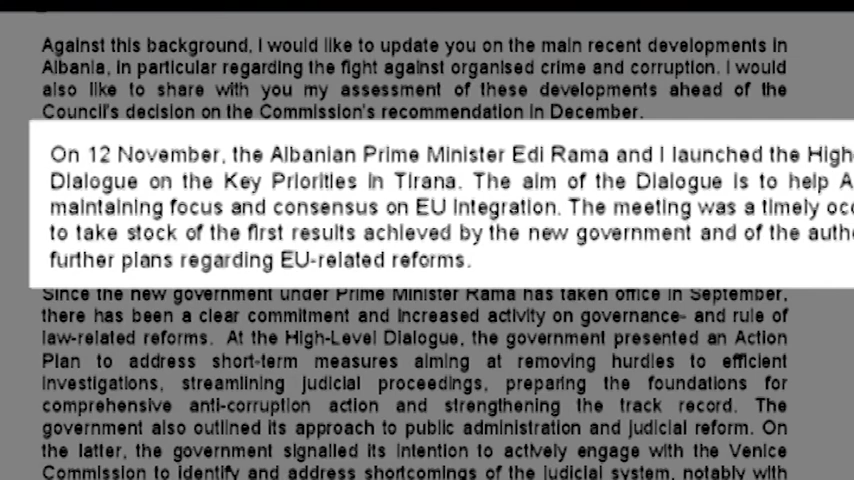 Against this background, I would like to update you on the main recent developments in
Albania, in particular regarding the fight against organised crime and corruption. I would
also like to share with you my assessment of these developments ahead of the
Council's decision on the Commission's recommendation in December.
On 12 November, the Albanian Prime Minister Edi Rama and I launched the High
Dialogue on the Key Priorities in Tirana. The aim of the Dialogue is to help A
maintaining focus and consensus on EU integration. The meeting was a timely occ
to take stock of the first results achieved by the new government and of the autho
further plans regarding EU-related reforms.
Since the new government under Prime Minister Rama has taken office in September,
there has been a clear commitment and increased activity on governance- and rule of
law-related reforms. At the High-Level Dialogue, the government presented an Action
Plan to address short-term measures aiming at removing hurdles to efficient
investigations, streamlining judicial proceedings, preparing the foundations for
comprehensive anti-corruption action and strengthening the track record. The
government also outlined its approach to public administration and judicial reform. On
the latter, the government signalled its intention to actively engage with the Venice
Commission to identify and address shortcomings of the judicial system, notably with